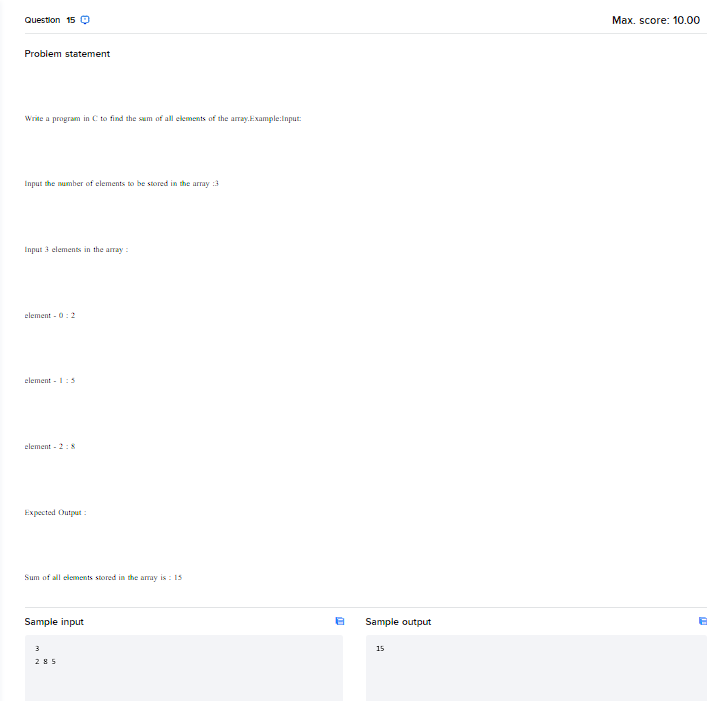 Question 15
Max. score: 10.00
Problem statement
Write a program in C to find the sum of all elements of the array.Example:Input:
Input the number of elements to be stored in the array :3
Input 3 elements in the array :
element - 0 : 2
element - 1 : 5
element - 2 : 8
Expected Output :
Sum of all elements stored in the array is : 15
Sample input
Sample output
3
2 8 5
15